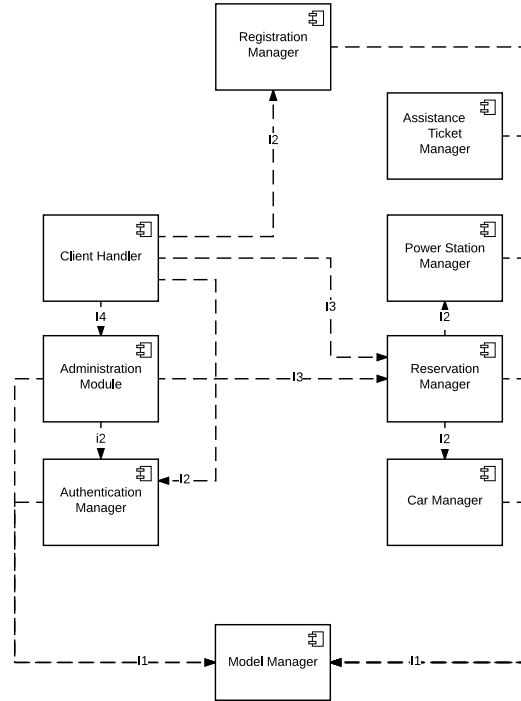 Registration
Manager
I2
Assistance
Ticket
Manager
Client Handler
Power Station
Manager
I3
I4
I2
Administration
Module
I3
Reservation
Manager
i2
I2
I2
Authentication
Manager
Car Manager
I1
Model Manager
I1